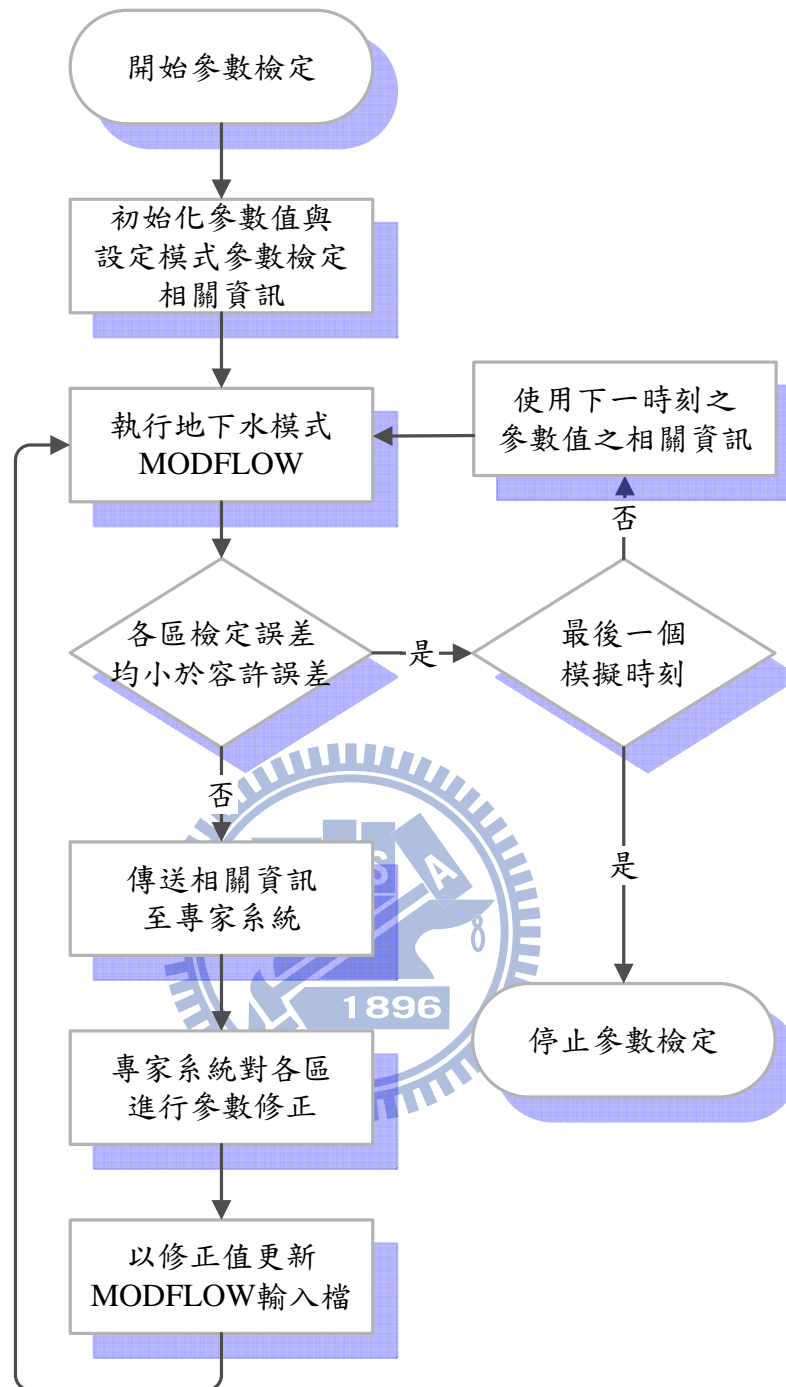 開始參數檢定
初始化參數值與
設定模式參數檢定
相關資訊
執行地下水模式
MODFLOW
使用下一時刻之
參數值之相關資訊
否
各區檢定誤差
均小於容許誤差
是
最後一個
模擬時刻
否
是
傳送相關資訊
至專家系統
S
A
1896
停止參數檢定
專家系統對各區
進行參數修正
以修正值更新
MODFLOW輸入檔